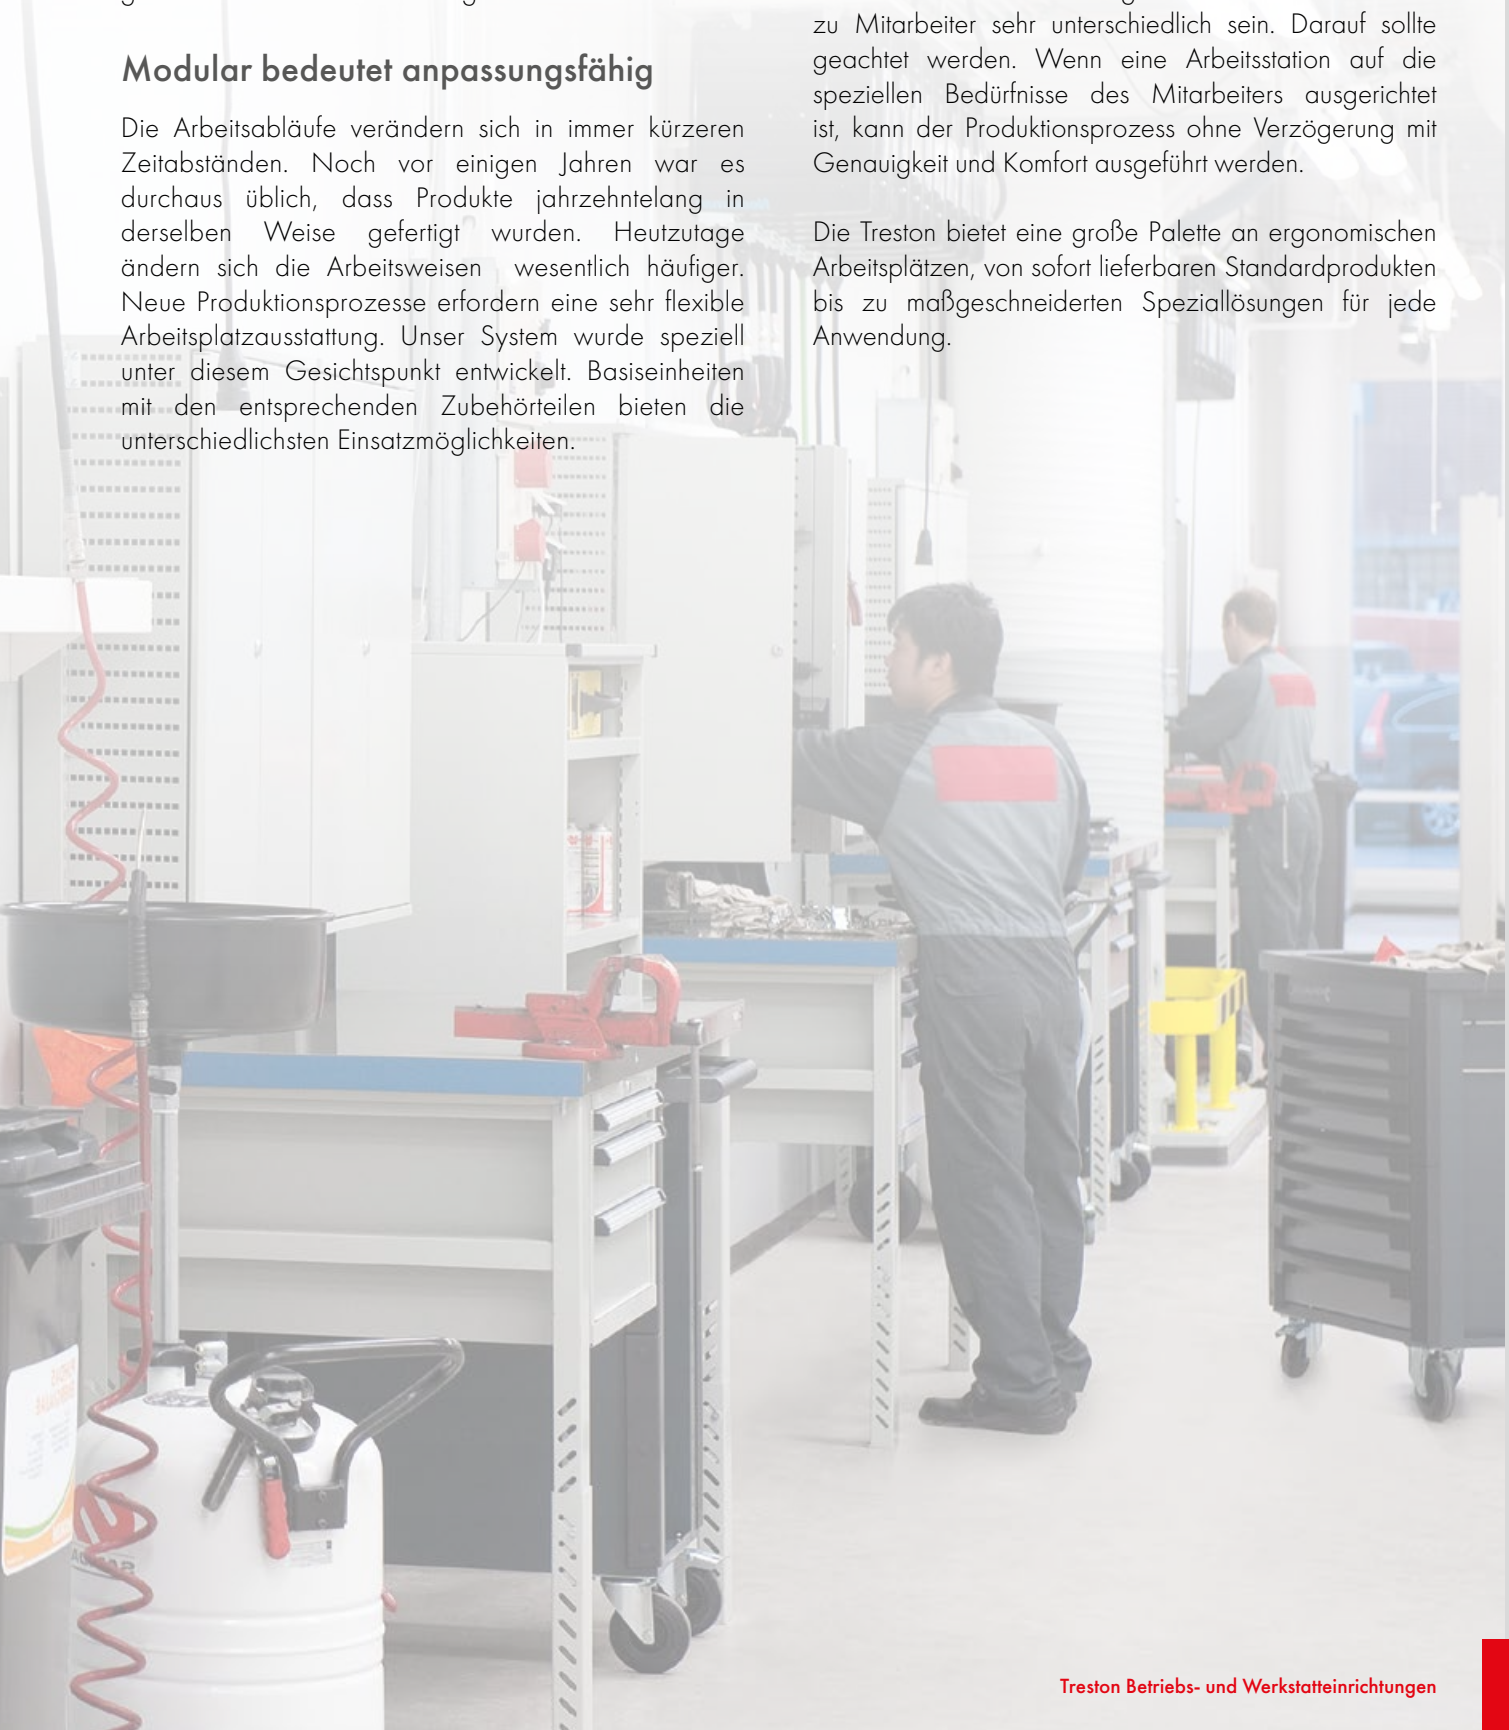 Modular bedeutet anpassungsfähig
Die Arbeitsabläufe verändern sich in immer kürzeren
Zeitabständen. Noch vor einigen Jahren war es
durchaus üblich, dass Produkte jahrzehntelang in
derselben Weise gefertigt wurden. Heutzutage
ändern sich die Arbeitsweisen wesentlich häufiger.
Neue Produktionsprozesse erfordern eine sehr flexible
Arbeitsplatzausstattung. Unser System wurde speziell
unter diesem Gesichtspunkt entwickelt. Basiseinheiten
mit den entsprechenden Zubehörteilen bieten die
unterschiedlichsten Einsatzmöglichkeiten.
zu Mitarbeiter sehr unterschiedlich sein. Darauf sollte
geachtet werden. Wenn eine Arbeitsstation auf die
speziellen Bedürfnisse des Mitarbeiters ausgerichtet
ist, kann der Produktionsprozess ohne Verzögerung mit
Genauigkeit und Komfort ausgeführt werden.
Die Treston bietet eine große Palette an ergonomischen
Arbeitsplätzen, von sofort lieferbaren Standardprodukten
bis zu maßgeschneiderten Speziallösungen für jede
Anwendung.
Treston Betriebs- und Werkstatteinrichtungen